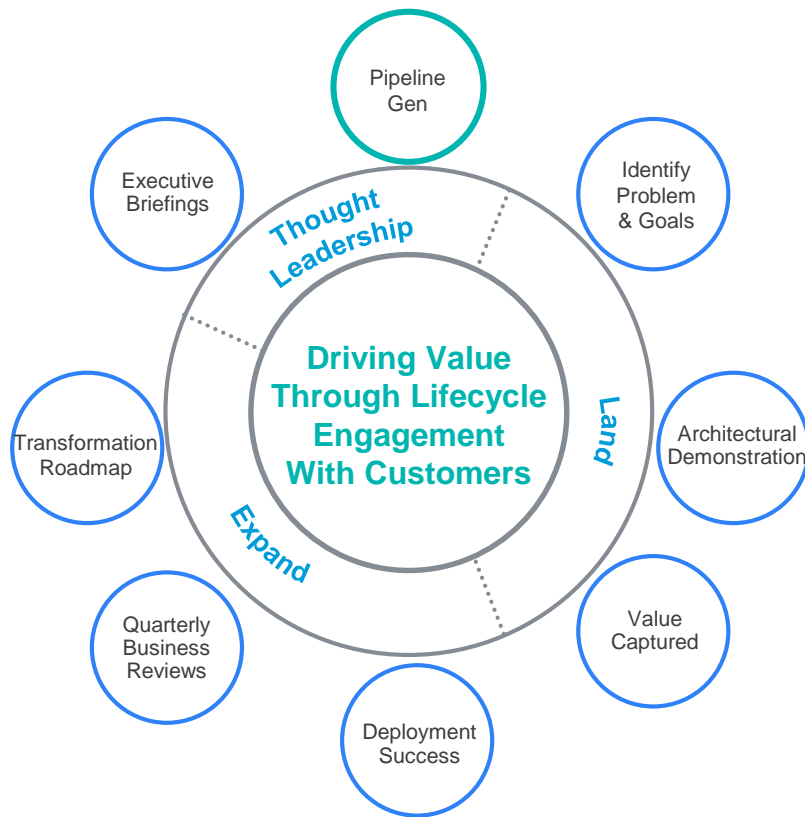 Pipeline
Gen
Executive
Briefings
Identify
Problem
& Goals
Thought
Leadership
Driving Value
Through Lifecycle
Engagement
With Customers
Land
Transformation
Roadmap
Architectural
Demonstration
Expand
Quarterly
Business
Reviews
Value
Captured
Deployment
Success